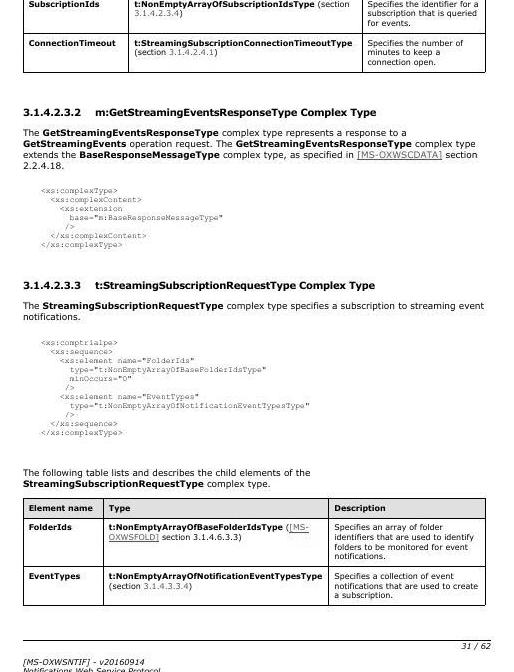 SubscriptionIds t:NonEmptyArrayOfSubscriptionIdsType (section 3.1.4.2.3.4) Specifies the identifier for a subscription that is queried for events.
ConnectionTimeout t:StreamingSubscriptionConnectionTimeoutType (section 3.1.4.2.4.1) Specifies the number of minutes to keep a connection open.
3.1.4.2.3.2 m:GetStreamingEventsResponseType Complex Type
The GetStreamingEventsResponseType complex type represents a response to a
GetStreamingEvents operation request. The GetStreamingEventsResponseType complex type
extends the BaseResponseMessageType complex type, as specified in [MS-OXWSCDATA] section
2.2.4.18.
<xs:complexType>
<xs:complexContent>
<xs:extension
base="m:BaseResponseMessageType"
/>
</xs:complexContent>
</xs:complexType>
3.1.4.2.3.3 t:StreamingSubscriptionRequestType Complex Type
The StreamingSubscriptionRequestType complex type specifies a subscription to streaming event
notifications.
<xs:comptrialpe>
<xs:sequence>
<xs:element name="FolderIds"
type="t:NonEmptyArrayOfBaseFolderIdsType"
minOccurs="0"
/>
<xs:element name="EventTypes"
type="t:NonEmptyArrayOfNotificationEventTypesType"
/>
</xs:sequence>
</xs:complexType>
The following table lists and describes the child elements of the
StreamingSubscriptionRequestType complex type.
Element name Type Description
FolderIds t:NonEmptyArrayOfBaseFolderIdsType ([MS-OXWSFOLD] section 3.1.4.6.3.3) Specifies an array of folder identifiers that are used to identify folders to be monitored for event notifications.
EventTypes t:NonEmptyArrayOfNotificationEventTypesType (section 3.1.4.3.3.4) Specifies a collection of event notifications that are used to create a subscription.
31 / 62
[MS-OXWSNTIF] - v20160914
Notifications Web Service Protocol